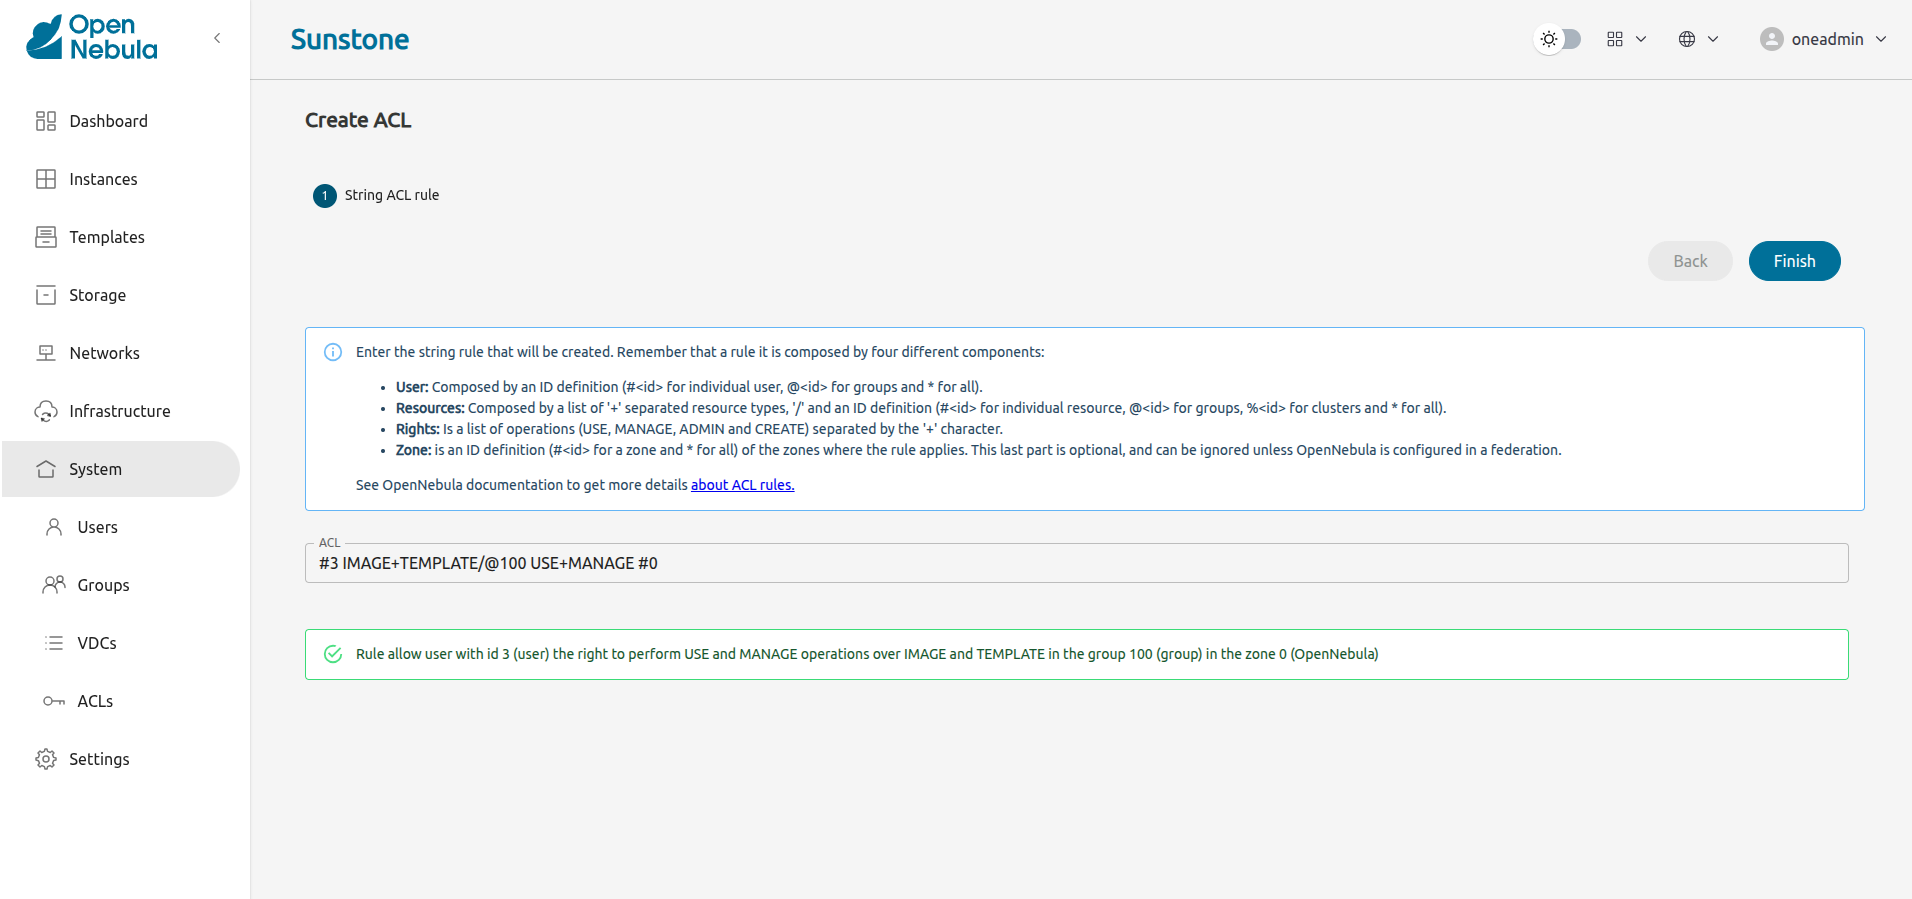 Open
Nebula
Sunstone
oneadmin
Dashboard
Instances
Templates
Storage
Networks
Infrastructure
System
Users
Groups
VDCs
ACLs
Settings
Create ACL
1 String ACL rule
Back
Finish
Enter the string rule that will be created. Remember that a rule it is composed by four different components:
• User: Composed by an ID definition (#<id> for individual user, @<id> for groups and * for all).
• Resources: Composed by a list of '+' separated resource types, '/' and an ID definition (#<id> for individual resource, @<id> for groups, %<id> for clusters and * for all).
• Rights: Is a list of operations (USE, MANAGE, ADMIN and CREATE) separated by the '+' character.
• Zone: is an ID definition (#<id> for a zone and * for all) of the zones where the rule applies. This last part is optional, and can be ignored unless OpenNebula is configured in a federation.
See OpenNebula documentation to get more details about ACL rules.
ACL
#3 IMAGE+TEMPLATE/@100 USE+MANAGE #0
Rule allow user with id 3 (user) the right to perform USE and MANAGE operations over IMAGE and TEMPLATE in the group 100 (group) in the zone 0 (OpenNebula)